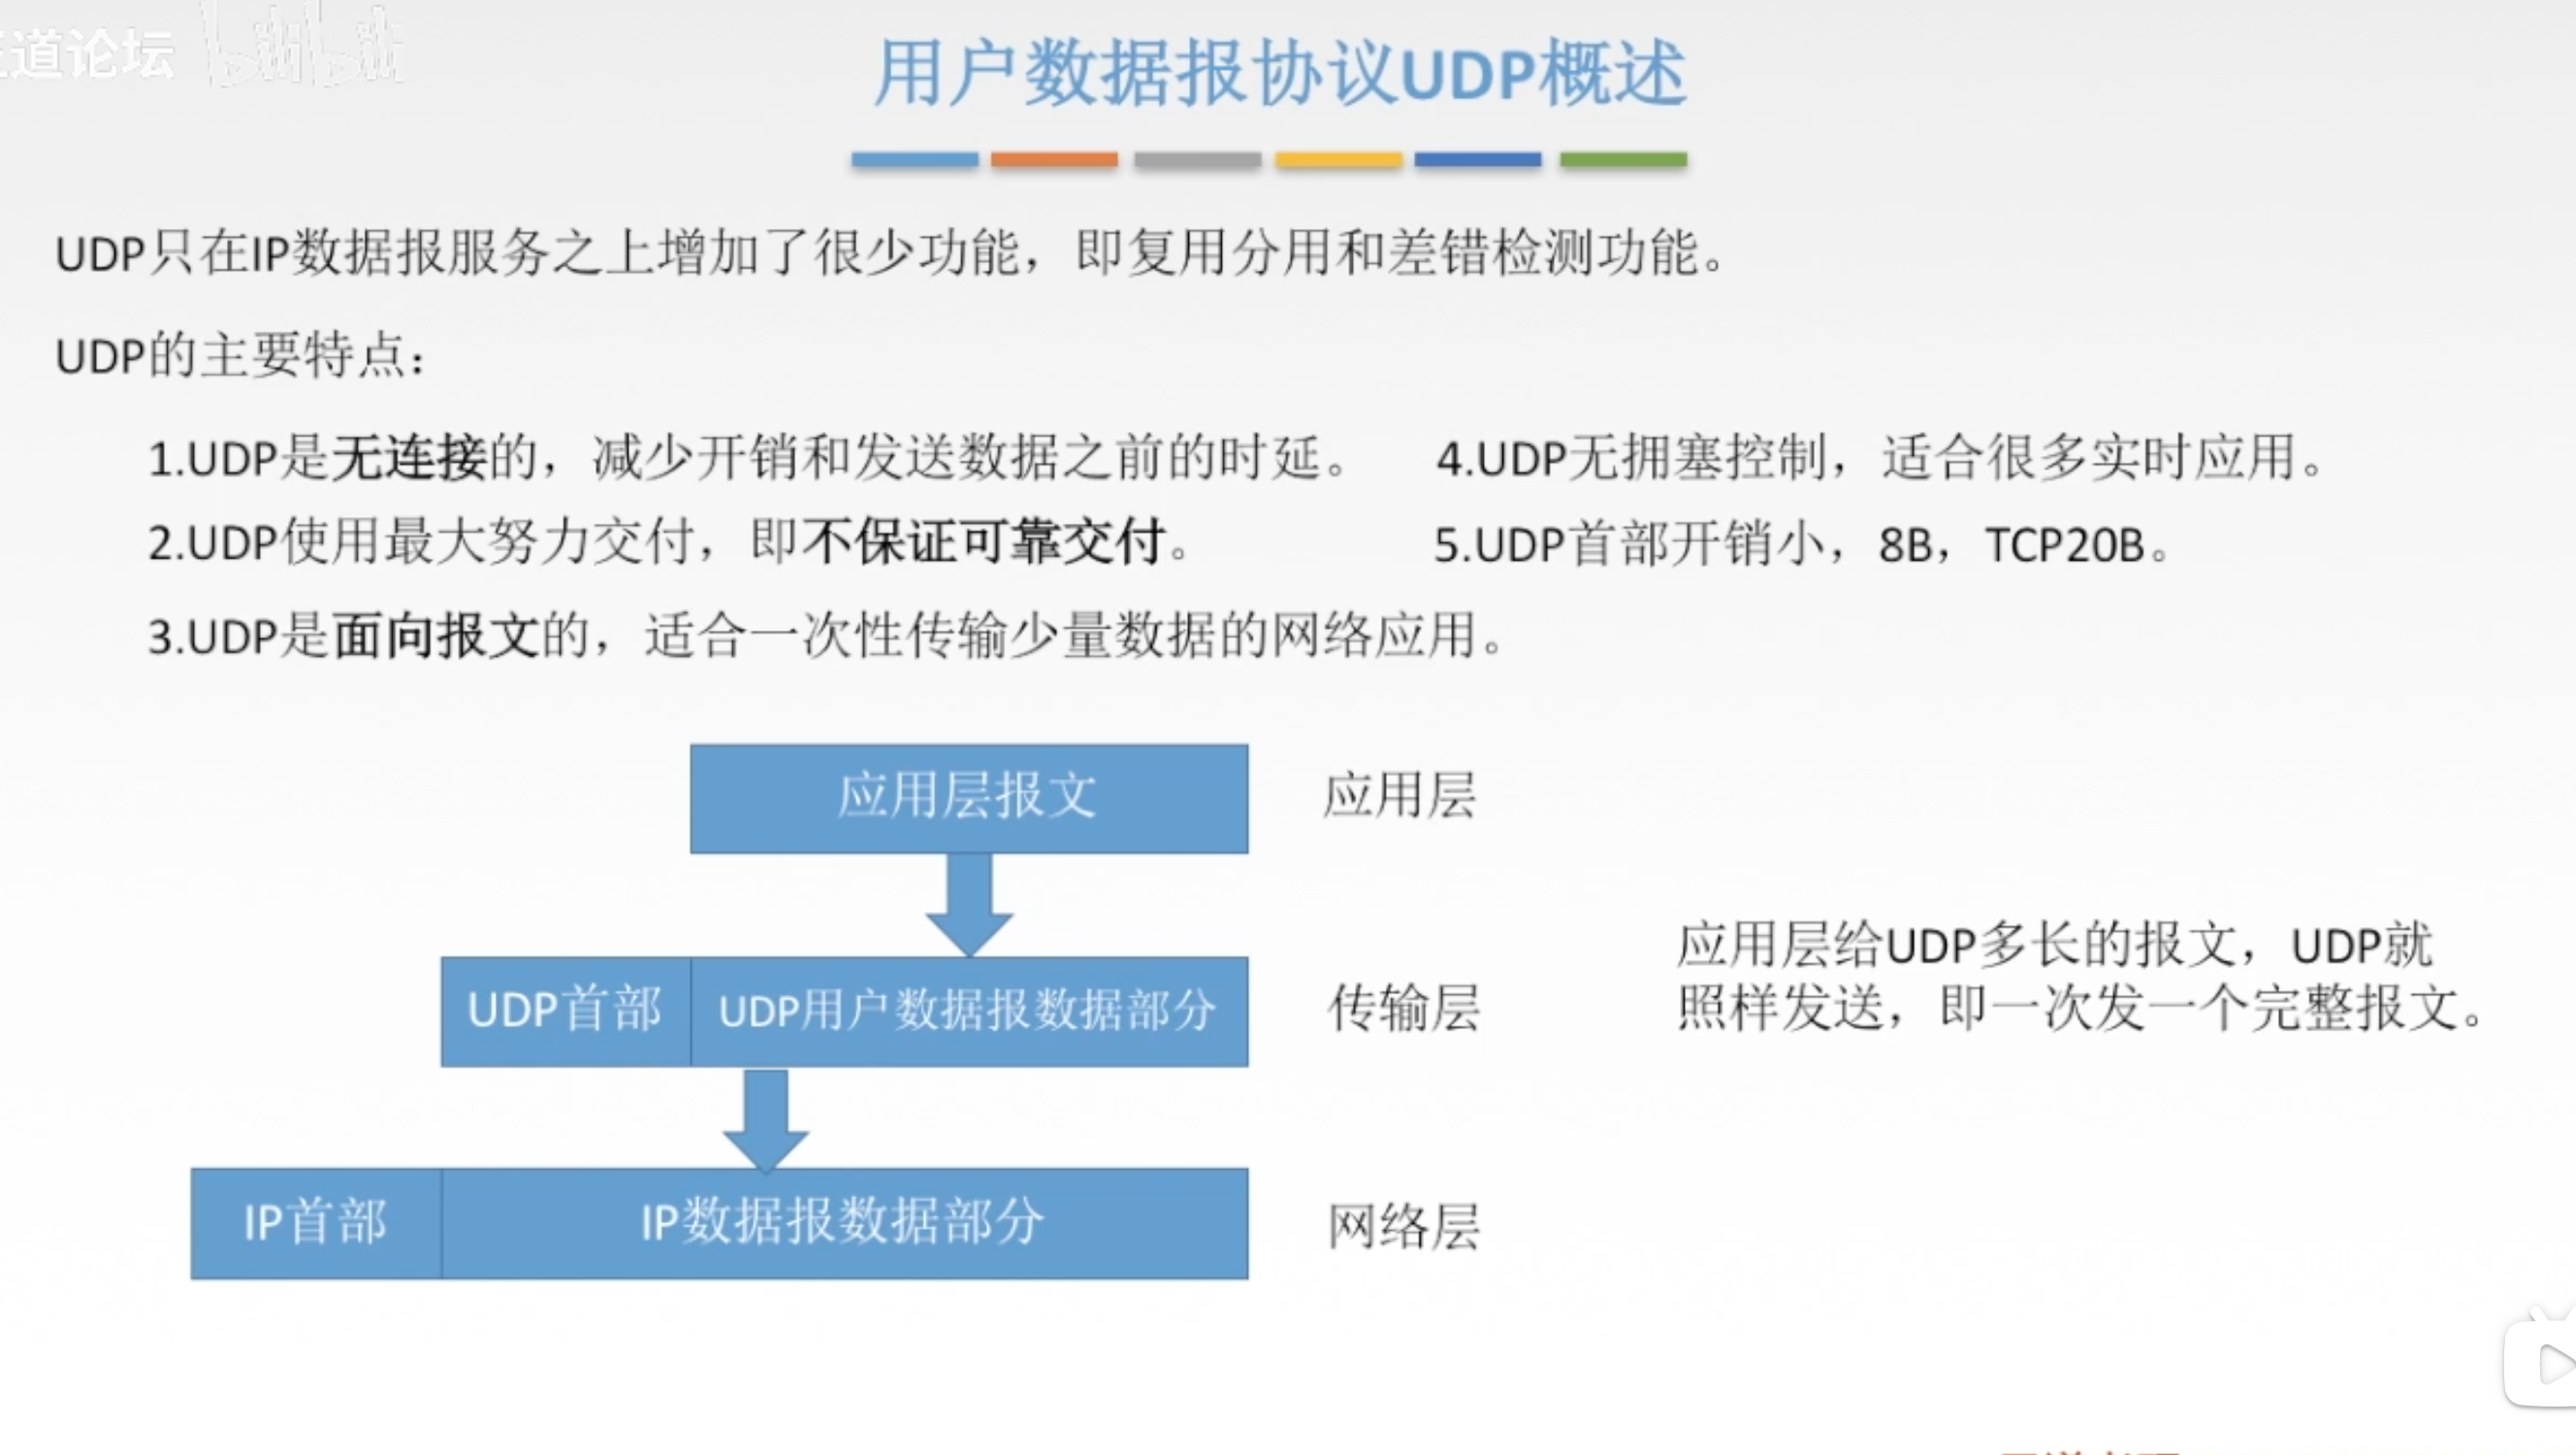 道论坛 bilibili
用户数据报协议UDP概述
UDP只在IP数据报服务之上增加了很少功能，即复用分用和差错检测功能。
UDP的主要特点：
1.UDP是无连接的，减少开销和发送数据之前的时延。
2.UDP使用最大努力交付，即不保证可靠交付。
3.UDP是面向报文的，适合一次性传输少量数据的网络应用。
4.UDP无拥塞控制，适合很多实时应用。
5.UDP首部开销小，8B，TCP20B。
应用层报文 应用层
UDP首部 UDP用户数据报数据部分 传输层
应用层给UDP多长的报文，UDP就
照样发送，即一次发一个完整报文。
IP首部 IP数据报数据部分 网络层